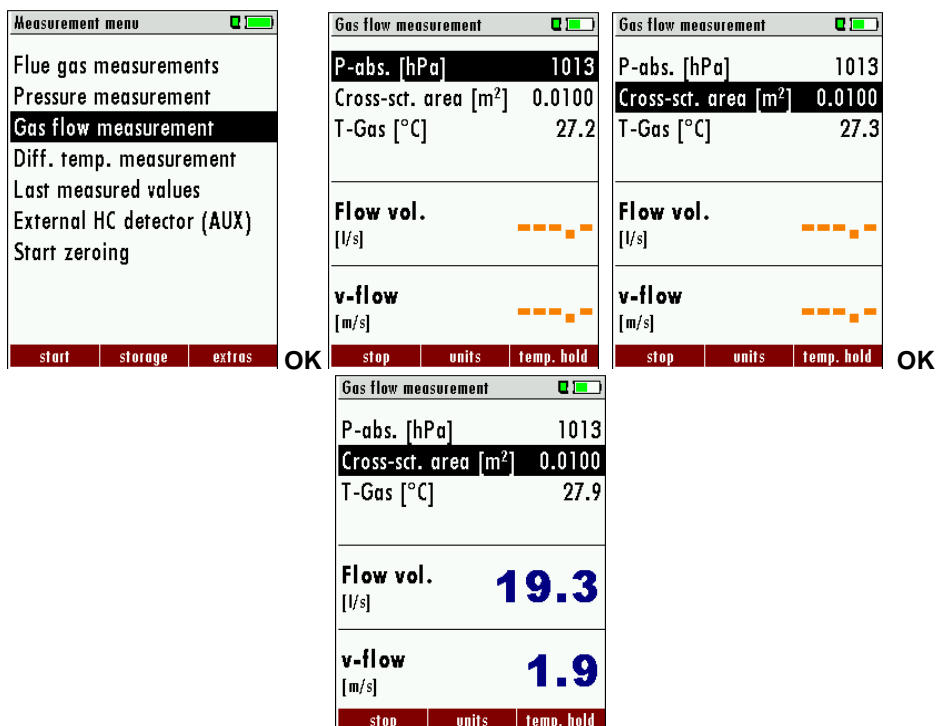 Measurement menu
Flue gas measurements
Pressure measurement
Gas flow measurement
Diff. temp. measurement
Last measured values
External HC detector (AUX)
Start zeroing
start storage extras
OK
Gas flow measurement
P-abs. [hPa] 1013
Cross-sct. area [m²] 0.0100
T-Gas [°C] 27.2
Flow vol.
[l/s] ---.-
v-flow
[m/s] ---.-
stop units temp. hold
Gas flow measurement
P-abs. [hPa] 1013
Cross-sct. area [m²] 0.0100
T-Gas [°C] 27.3
Flow vol.
[l/s] ---.-
v-flow
[m/s] ---.-
stop units temp. hold
OK
Gas flow measurement
P-abs. [hPa] 1013
Cross-sct. area [m²] 0.0100
T-Gas [°C] 27.9
Flow vol. 19.3
[l/s]
v-flow 1.9
[m/s]
stop units temp. hold